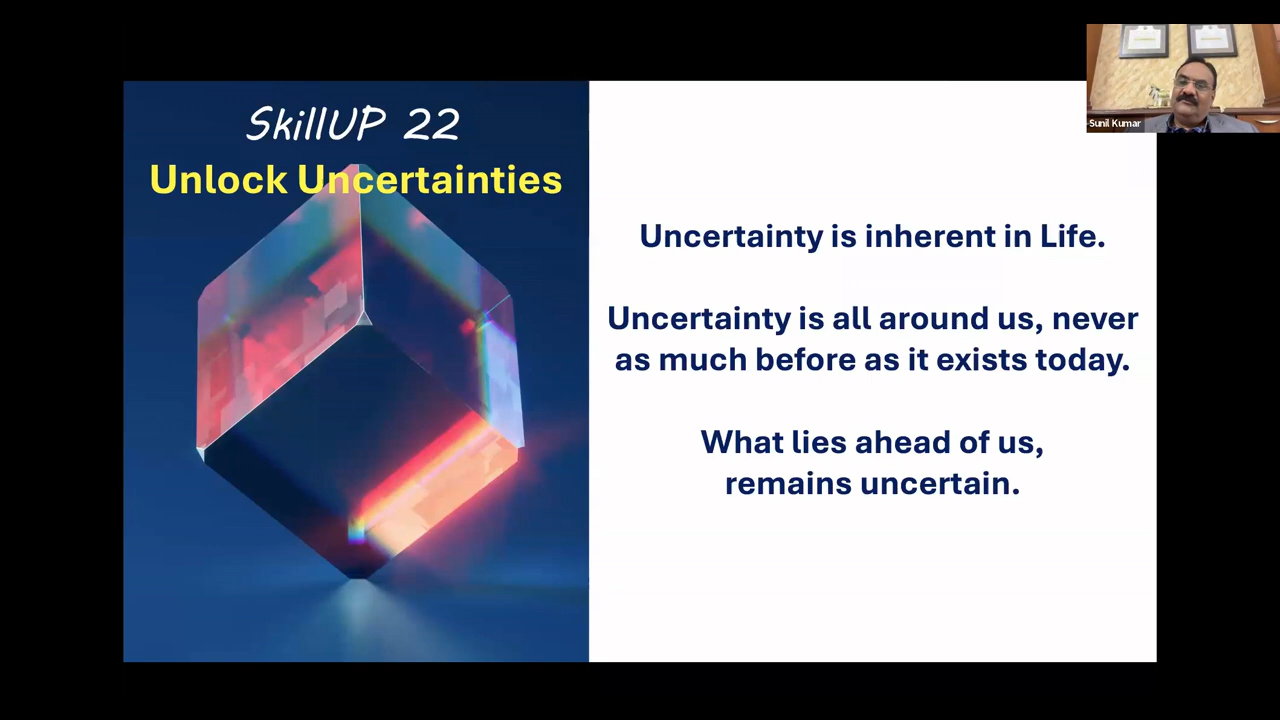 SkillUP 22
Unlock Uncertainties
Uncertainty is inherent in Life.
Uncertainty is all around us, never
as much before as it exists today.
What lies ahead of us,
remains uncertain.
Sunil Kumar